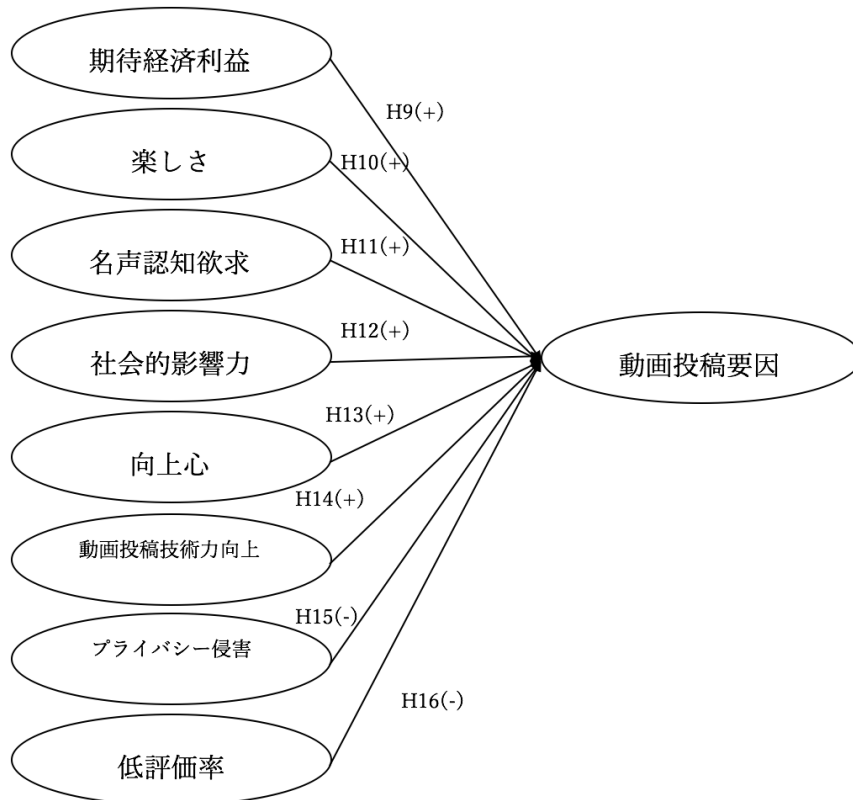 期待経済利益
H9(+)
楽しさ
H10(+)
名声認知欲求
H11(+)
社会的影響力
H12(+)
動画投稿要因
向上心
H13(+)
動画投稿技術力向上
H14(+)
プライバシー侵害
H15(-)
低評価率
H16(-)